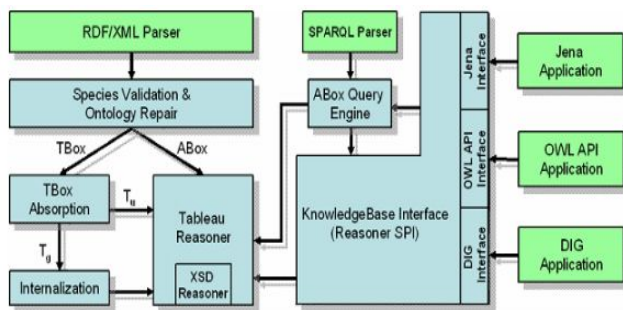 RDF/XML Parser
SPARQL Parser
Jena
Application
Jena
Interface
Species Validation &
Ontology Repair
ABox Query
Engine
TBox
ABox
OWL API
Application
OWL API
Interface
TBox
Absorption
Tu
Tableau
Reasoner
KnowledgeBase Interface
(Reasoner SPI)
Tg
DIG
Application
DIG
Interface
Internalization
XSD
Reasoner